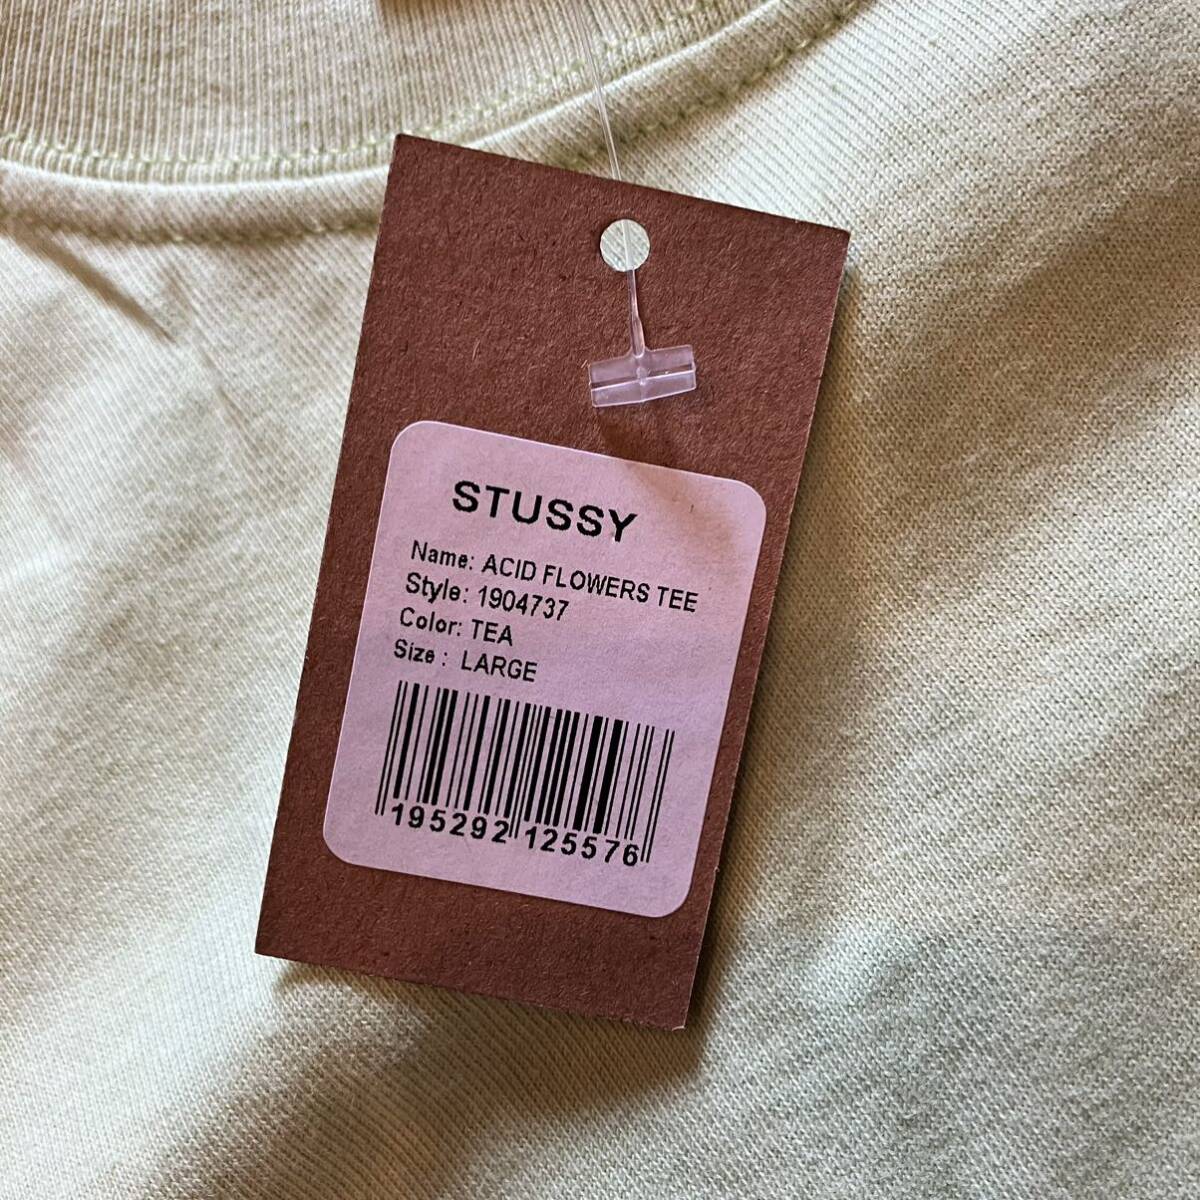 STUSSY
Name: ACID FLOWERS TEE
Style: 1904737
Color: TEA
Size : LARGE
195292 125576